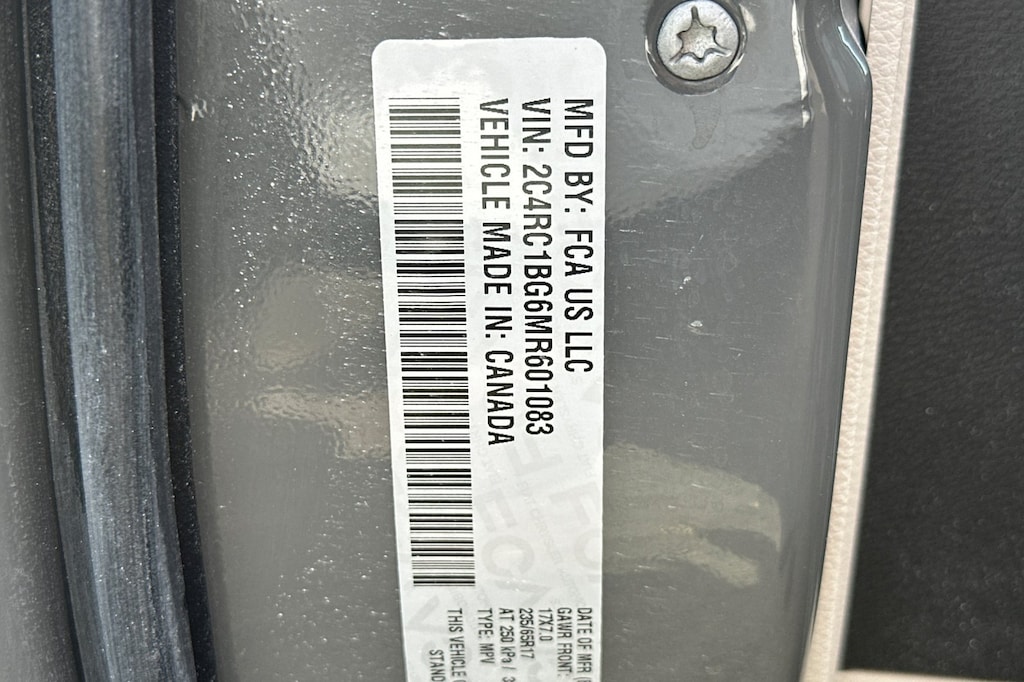 MFD BY: FCA US LLC
VIN: 2C4RC1BG6MR601083
VEHICLE MADE IN: CANADA
DATE OF MFR
GAWR FRONT:
17X7.0
235/65R17
AT 250 kPa /
TYPE: MPV
THIS VEHICLE